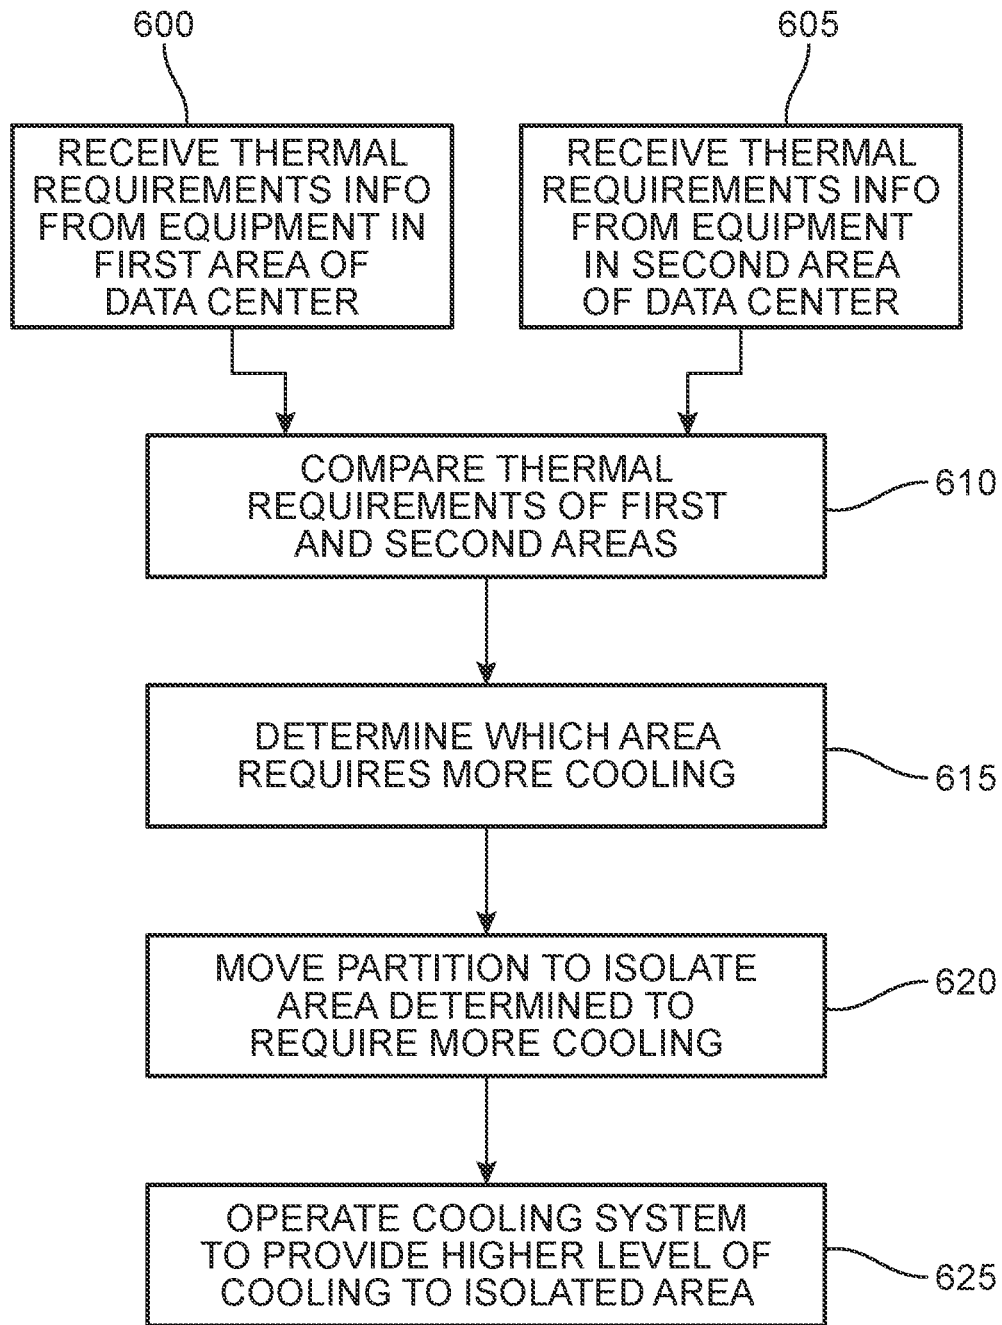 600
605
RECEIVE THERMAL
REQUIREMENTS INFO
FROM EQUIPMENT IN
FIRST AREA OF
DATA CENTER
RECEIVE THERMAL
REQUIREMENTS INFO
FROM EQUIPMENT
IN SECOND AREA
OF DATA CENTER
COMPARE THERMAL
REQUIREMENTS OF FIRST
AND SECOND AREAS
610
DETERMINE WHICH AREA
REQUIRES MORE COOLING
615
MOVE PARTITION TO ISOLATE
AREA DETERMINED TO
REQUIRE MORE COOLING
620
OPERATE COOLING SYSTEM
TO PROVIDE HIGHER LEVEL OF
COOLING TO ISOLATED AREA
625